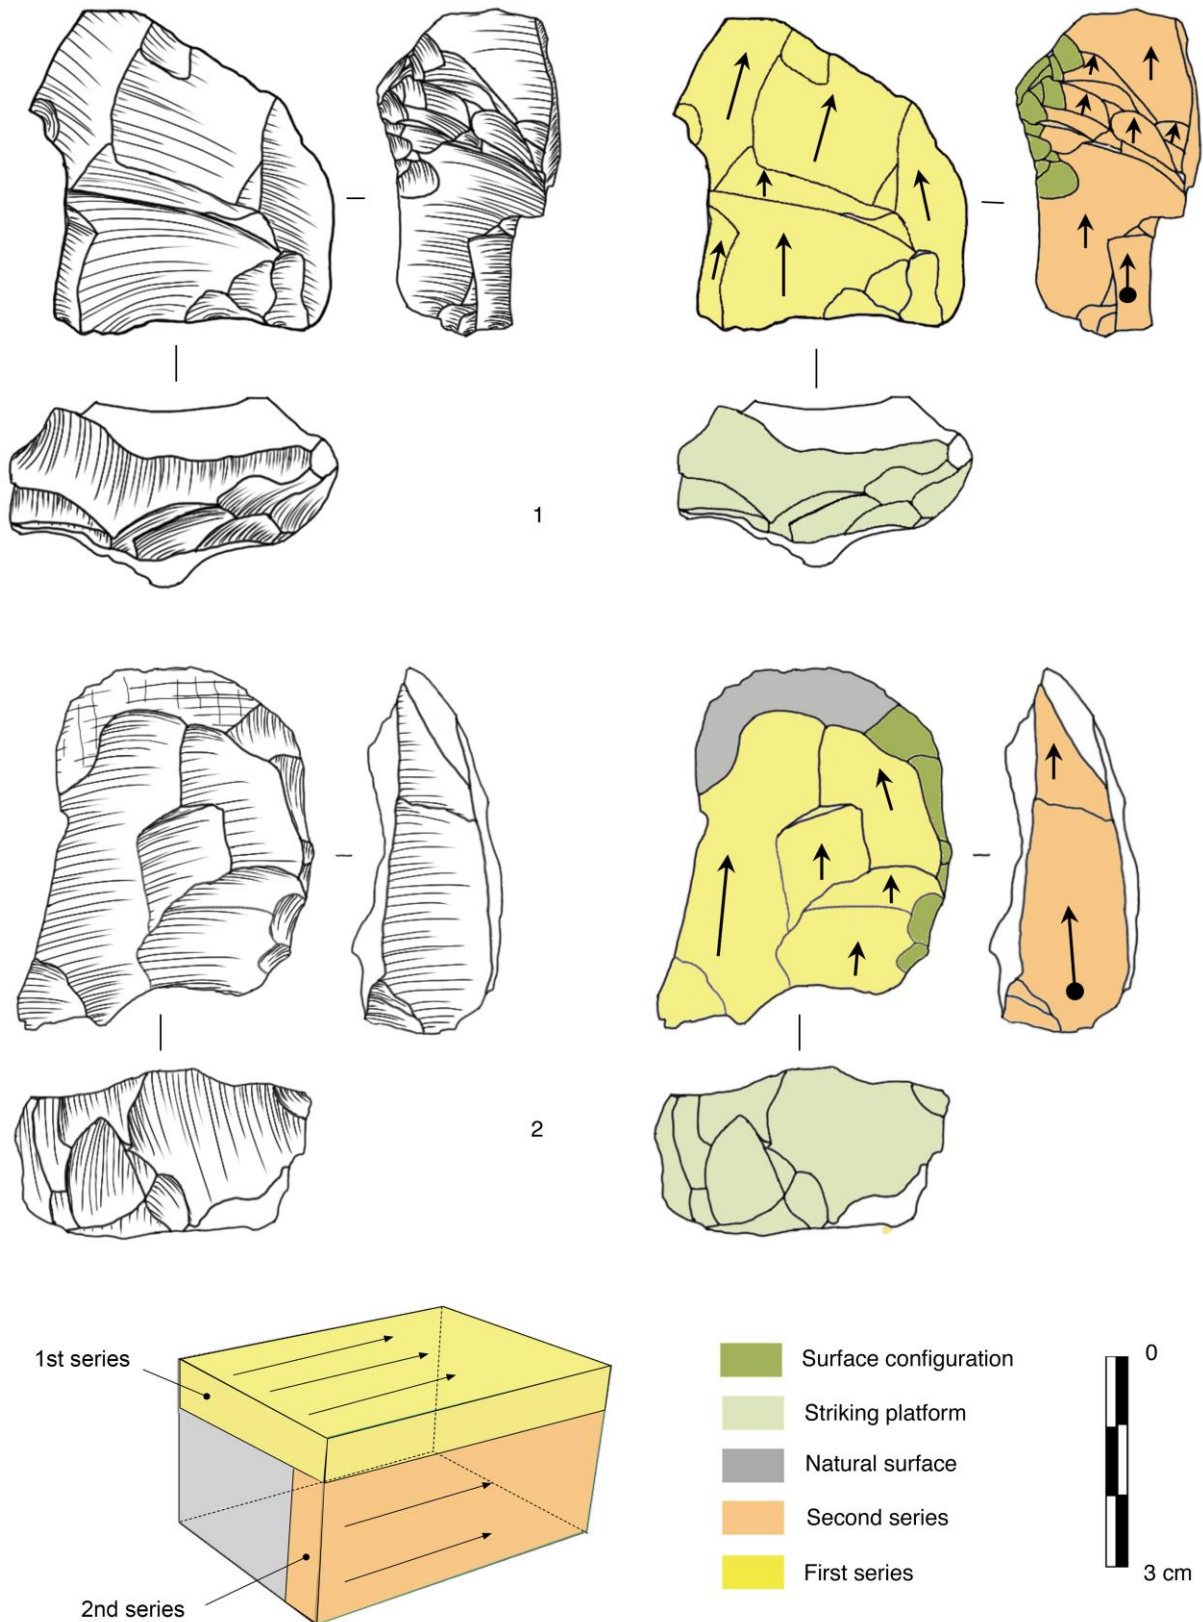 1
2
1st series
2nd series
Surface configuration
Striking platform
Natural surface
Second series
First series
0
3 cm